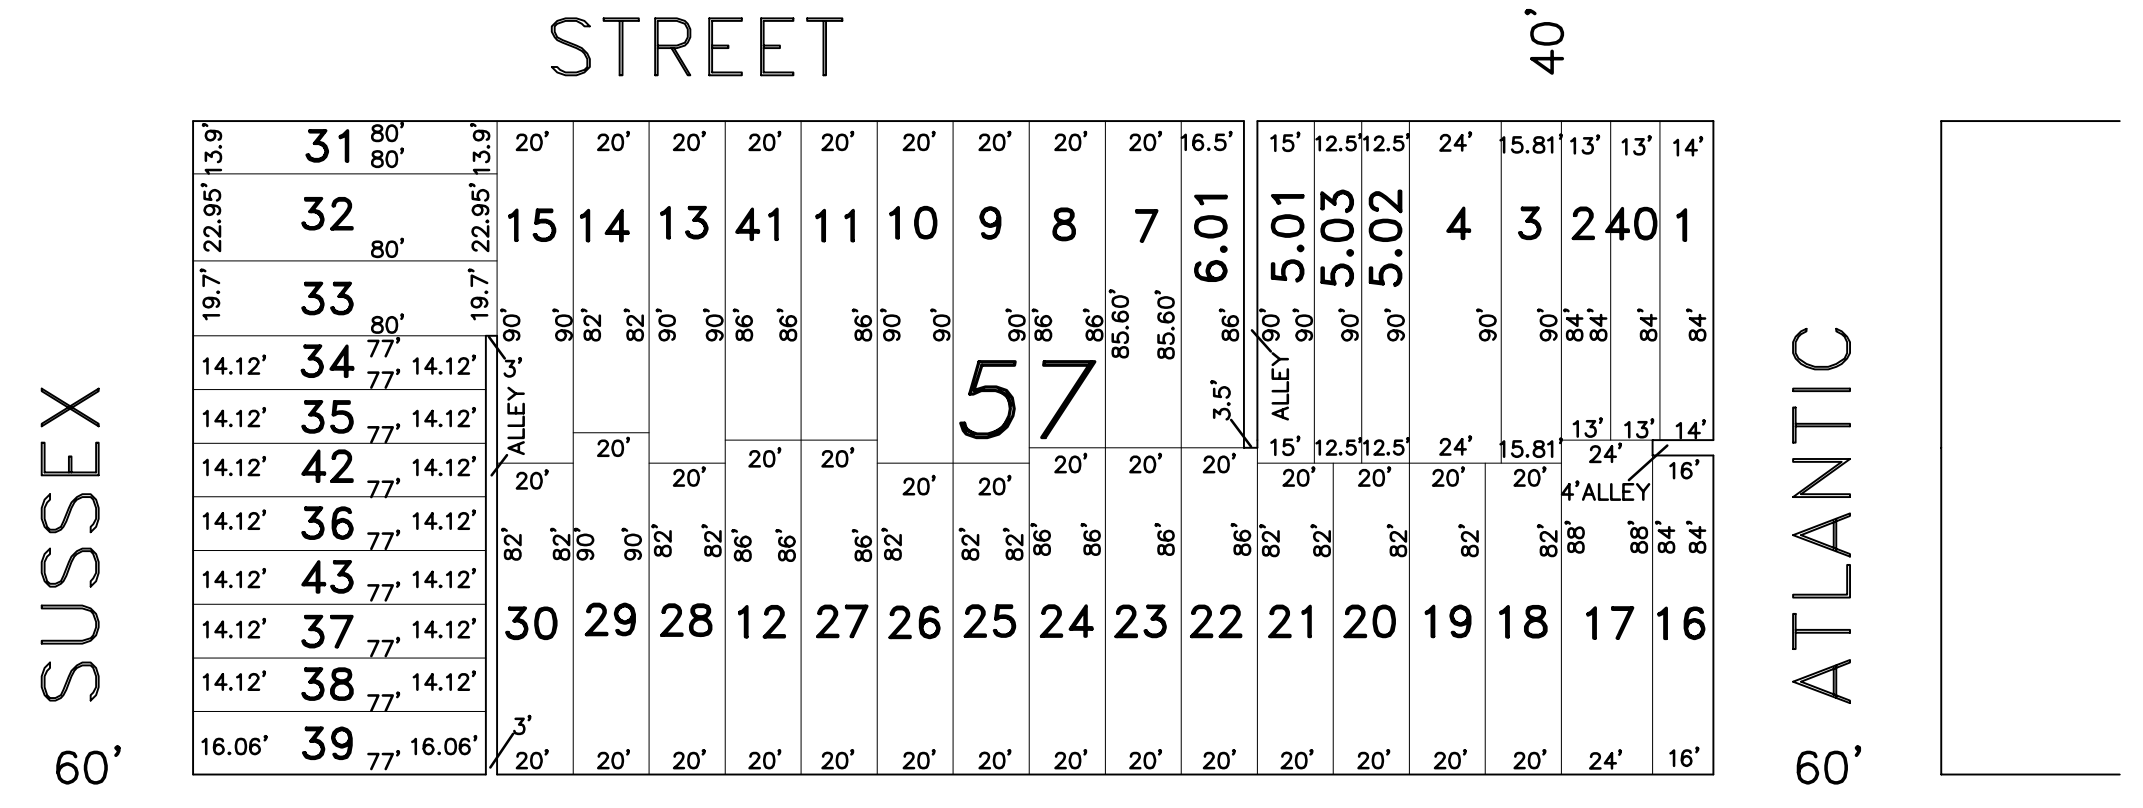 STREET
40'
13.9' 31 80' 80' 13.9'
20' 20' 20' 20' 20' 20' 20' 20' 20' 16.5' 15' 12.5' 12.5' 24' 15.81' 13' 13' 14'
22.95' 32 80' 22.95'
15 14 13 41 11 10 9 8 7 6.01 5.01 5.03 5.02 4 3 2 40 1
19.7' 33 80' 19.7'
90' 90' 82' 82' 90' 90' 86' 86' 86' 90' 90' 90' 86' 86' 85.60' 85.60' 86' 90' 90' 90' 90' 90' 90' 84' 84' 84' 84'
14.12' 34 77' 77' 14.12' 3'
ALLEY
57
3.5'
ALLEY
14.12' 35 77' 14.12'
13' 13' 14'
20' 20' 20' 15' 12.5' 12.5' 24' 15.81' 24'
14.12' 42 77' 14.12'
20' 20' 20' 20' 20' 20' 20' 20' 20' 20' 20' 16'
4' ALLEY
14.12' 36 77' 14.12'
82' 82' 90' 90' 82' 82' 86' 86' 86' 82' 82' 82' 86' 86' 86' 86' 82' 82' 82' 82' 82' 88' 88' 84' 84'
14.12' 43 77' 14.12'
14.12' 37 77' 14.12'
30 29 28 12 27 26 25 24 23 22 21 20 19 18 17 16
14.12' 38 77' 14.12'
16.06' 39 77' 16.06' 3'
20' 20' 20' 20' 20' 20' 20' 20' 20' 20' 20' 20' 20' 20' 24' 16'
SUSSEX
60'
ATLANTIC
60'